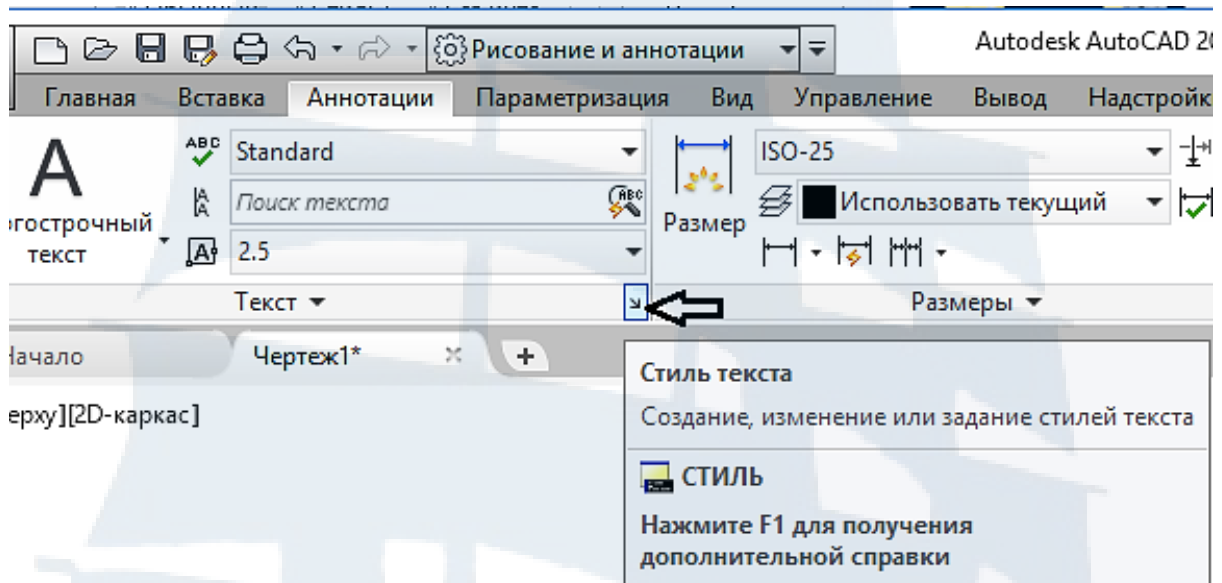 Рисование и аннотации
Autodesk AutoCAD 20
Главная Вставка Аннотации Параметризация Вид Управление Вывод Надстройк
A
ABC Standard
ISO-25
Поиск текста
Использовать текущий
гострочный
текст
2.5
Размер
Текст
Размеры
Начало
Чертеж1*
ерху][2D-каркас]
Стиль текста
Создание, изменение или задание стилей текста
СТИЛЬ
Нажмите F1 для получения
дополнительной справки